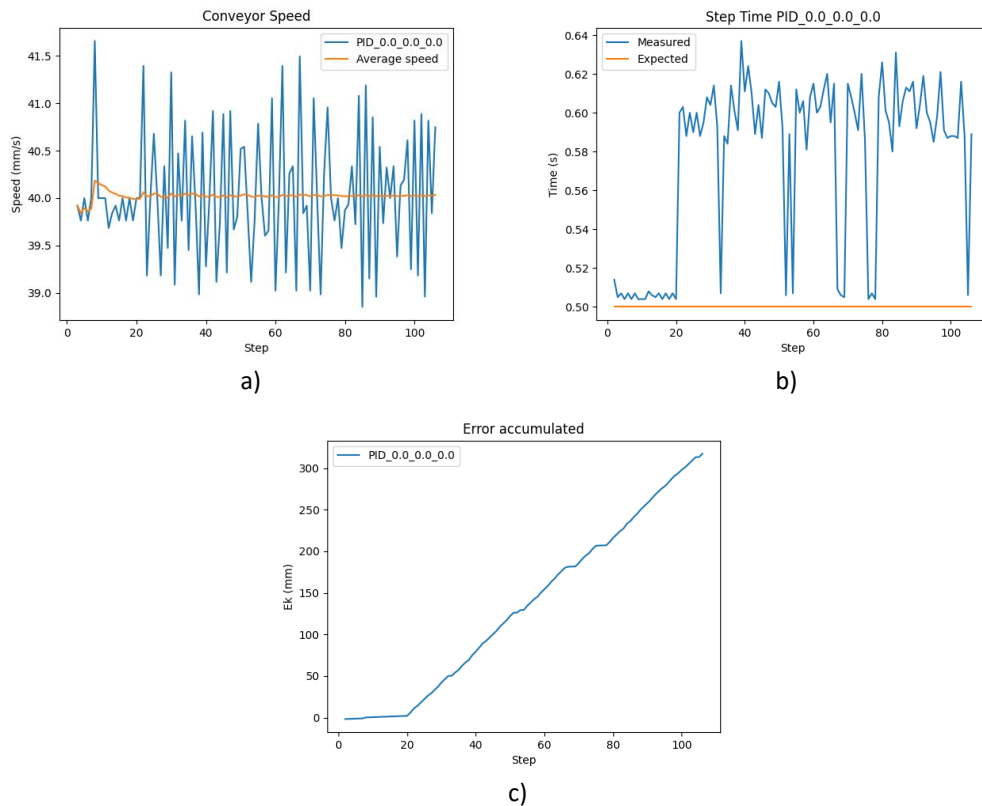 Conveyor Speed
PID_0.0_0.0_0.0
Average speed
41.5
41.0
40.5
40.0
39.5
39.0
Speed (mm/s)
0 20 40 60 80 100
Step
a)
Step Time PID_0.0_0.0_0.0
Measured
Expected
0.64
0.62
0.60
0.58
0.56
0.54
0.52
0.50
Time (s)
0 20 40 60 80 100
Step
b)
Error accumulated
PID_0.0_0.0_0.0
300
250
200
150
100
50
0
Ek (mm)
0 20 40 60 80 100
Step
c)